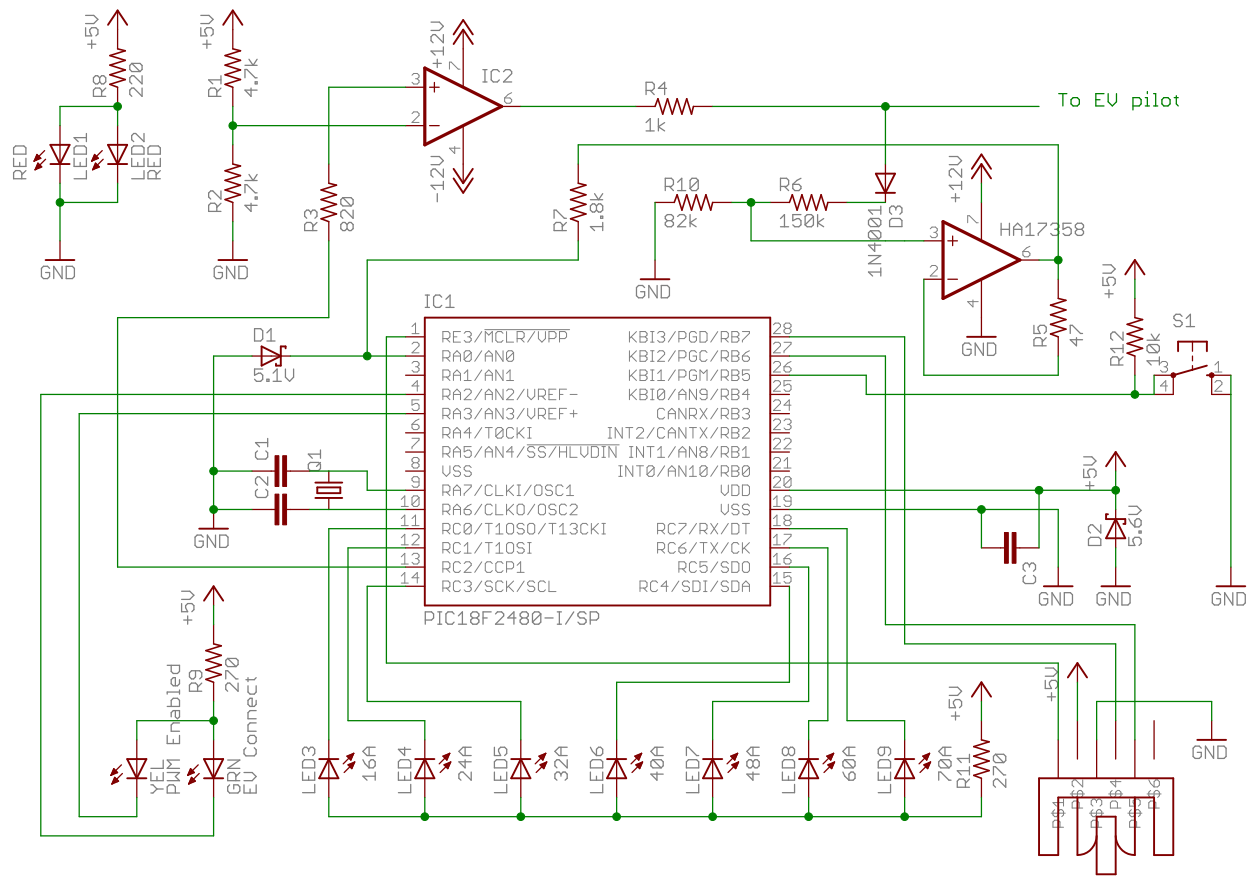 +5V
R8
220
RED
LED1
LED2
RED
GND
+5V
R1
4.7k
R2
4.7k
GND
R3
820
+12V
7
3
+
IC2
6
2
-
4
-12V
R4
1k
To EV pilot
R7
1.8k
R10
82k
R6
150k
1N4001
D3
GND
+12V
7
HA17358
3
+
6
2
-
4
GND
R5
47
+5V
R12
10k
S1
3
4
1
2
GND
IC1
D1
5.1V
C1
C2
Q1
GND
1 RE3/MCLR/VPP KBI3/PGD/RB7 28
2 RA0/AN0 KBI2/PGC/RB6 27
3 RA1/AN1 KBI1/PGM/RB5 26
4 RA2/AN2/VREF- KBI0/AN9/RB4 25
5 RA3/AN3/VREF+ CANRX/RB3 24
6 RA4/T0CKI INT2/CANTX/RB2 23
7 RA5/AN4/SS/HLVDIN INT1/AN8/RB1 22
8 VSS INT0/AN10/RB0 21
9 RA7/CLKI/OSC1 VDD 20
10 RA6/CLKO/OSC2 VSS 19
11 RC0/T1OSO/T13CKI RC7/RX/DT 18
12 RC1/T1OSI RC6/TX/CK 17
13 RC2/CCP1 RC5/SDO 16
14 RC3/SCK/SCL RC4/SDI/SDA 15
PIC18F2480-I/SP
+5V
D2
5.6V
C3
GND
GND
+5V
R9
270
YEL
PWM Enabled
GRN
EV Connect
LED3
16A
LED4
24A
LED5
32A
LED6
40A
LED7
48A
LED8
60A
LED9
70A
+5V
R11
270
+5V
GND
P$1
P$2
P$3
P$4
P$5
P$6